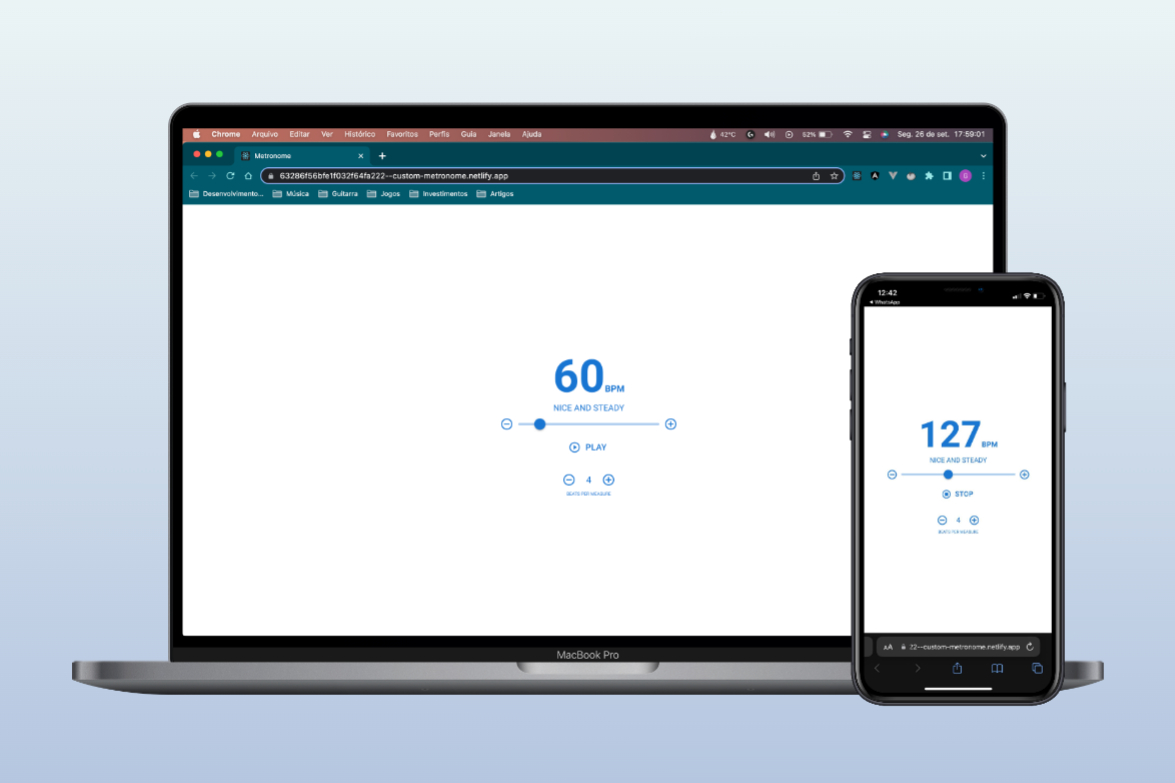 Chrome Arquivo Editar Ver Histórico Favoritos Perfis Guia Janela Ajuda 42°C 52% Seg. 26 de set. 17:59:01
Metronome
63286f56bfe1f032f64fa222--custom-metronome.netlify.app
Desenvolvimento... Música Guitarra Jogos Investimentos Artigos
60 BPM
NICE AND STEADY
PLAY
4
BEATS PER MEASURE
MacBook Pro
12:42
WhatsApp
127 BPM
NICE AND STEADY
STOP
4
BEATS PER MEASURE
AA 22--custom-metronome.netlify.app